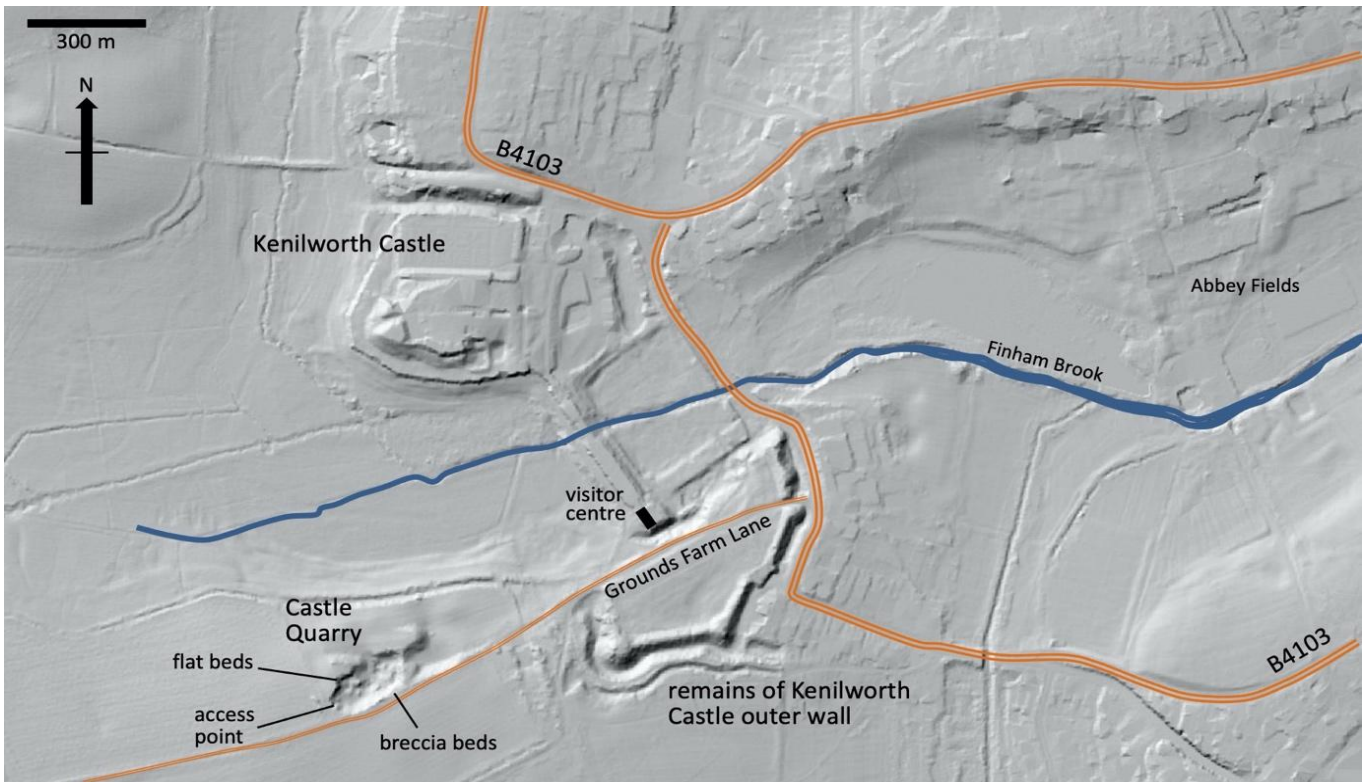 300 m
N
B4103
Kenilworth Castle
Abbey Fields
Finham Brook
visitor
centre
Grounds Farm Lane
Castle
Quarry
flat beds
access
point
breccia beds
remains of Kenilworth
Castle outer wall
B4103